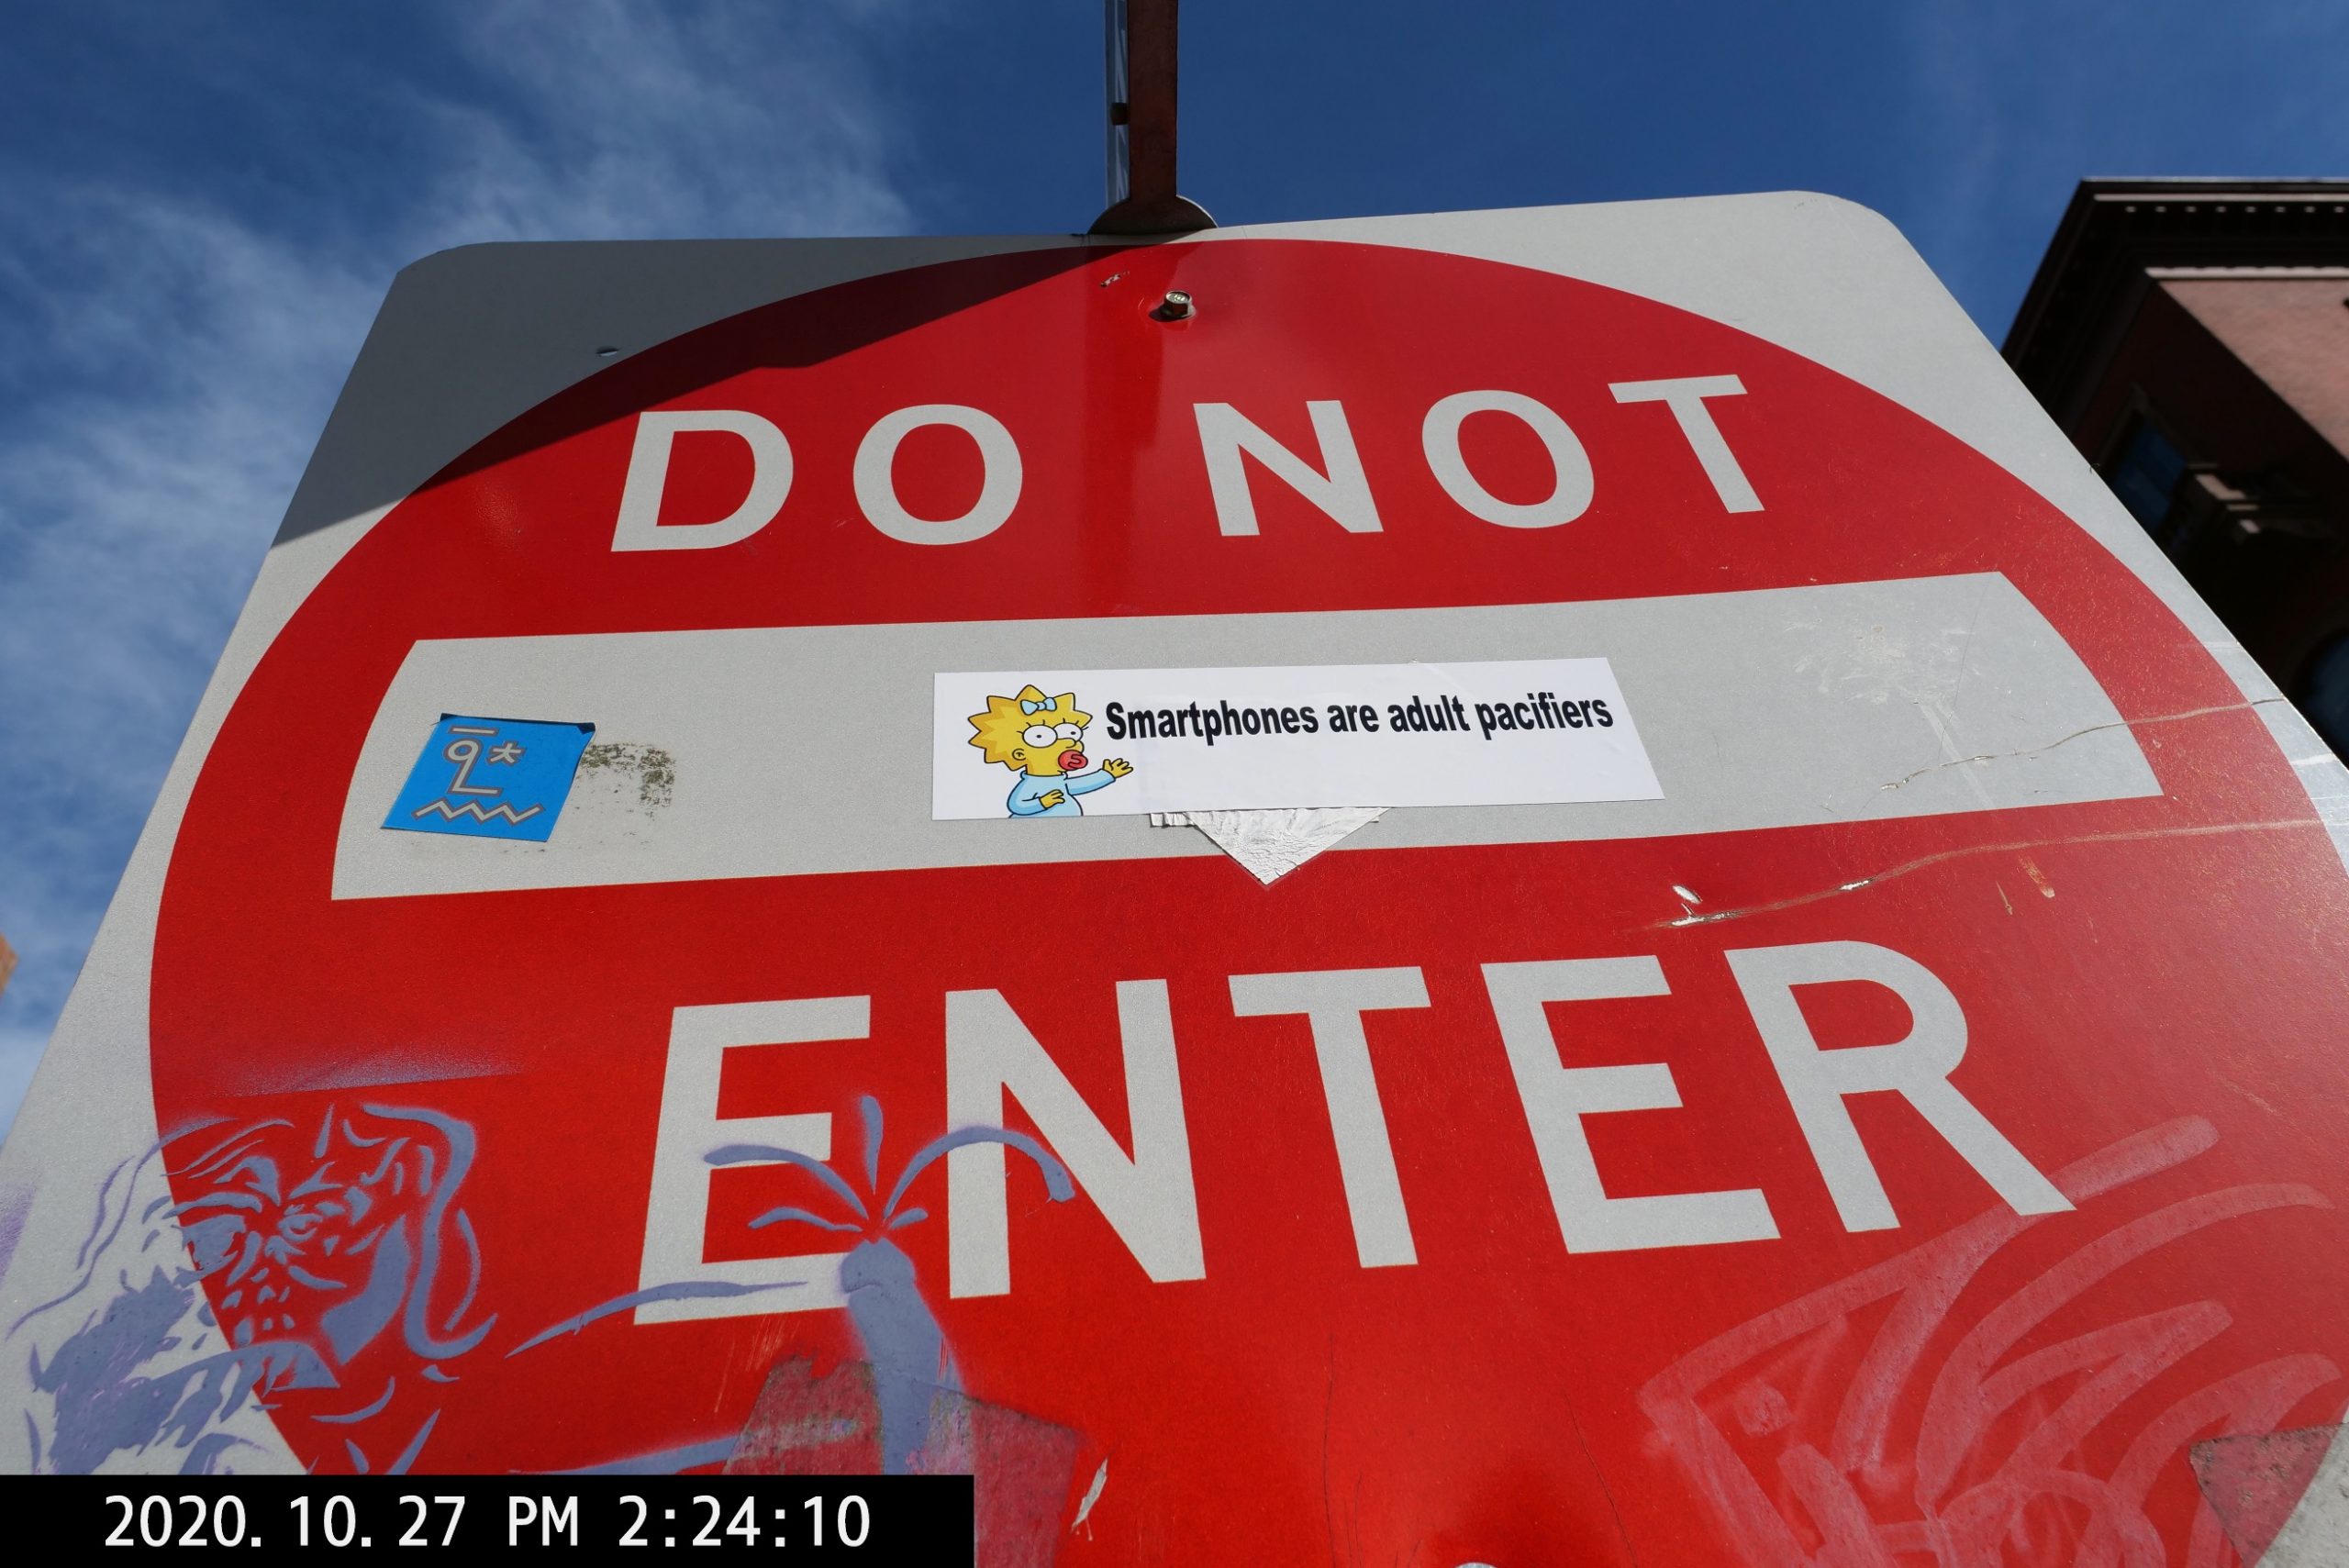 DO NOT
Smartphones are adult pacifiers
ENTER
2020. 10. 27 PM 2:24:10